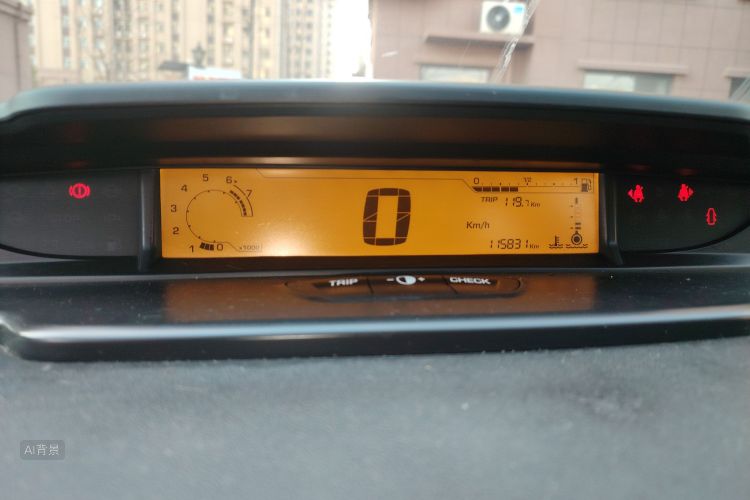 5
4
6
3
7
2
1
0
x1000
0
Km/h
0
1/2
1
TRIP 119.7 Km
115831 Km
TRIP
- +
CHECK
AI背景